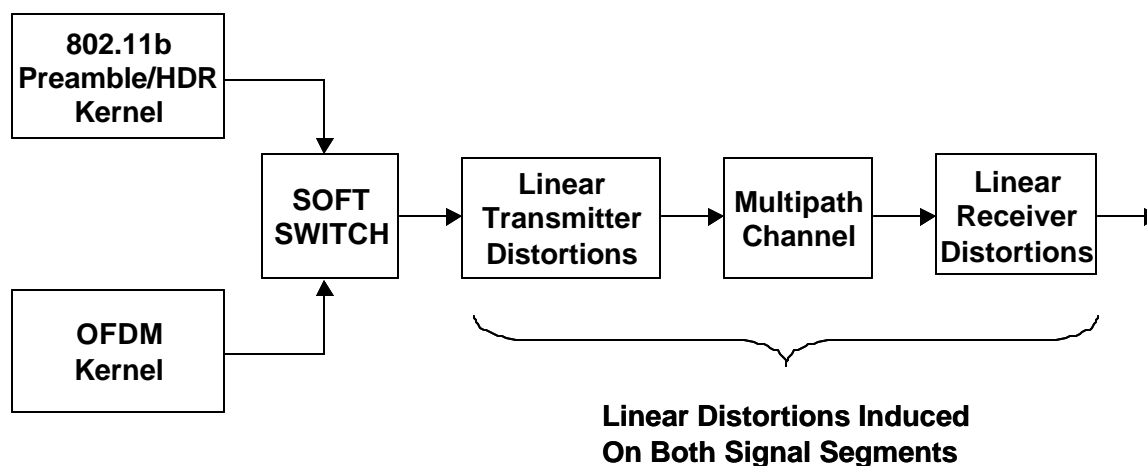 802.11b
Preamble/HDR
Kernel
SOFT
SWITCH
Linear
Transmitter
Distortions
Multipath
Channel
Linear
Receiver
Distortions
OFDM
Kernel
Linear Distortions Induced
On Both Signal Segments